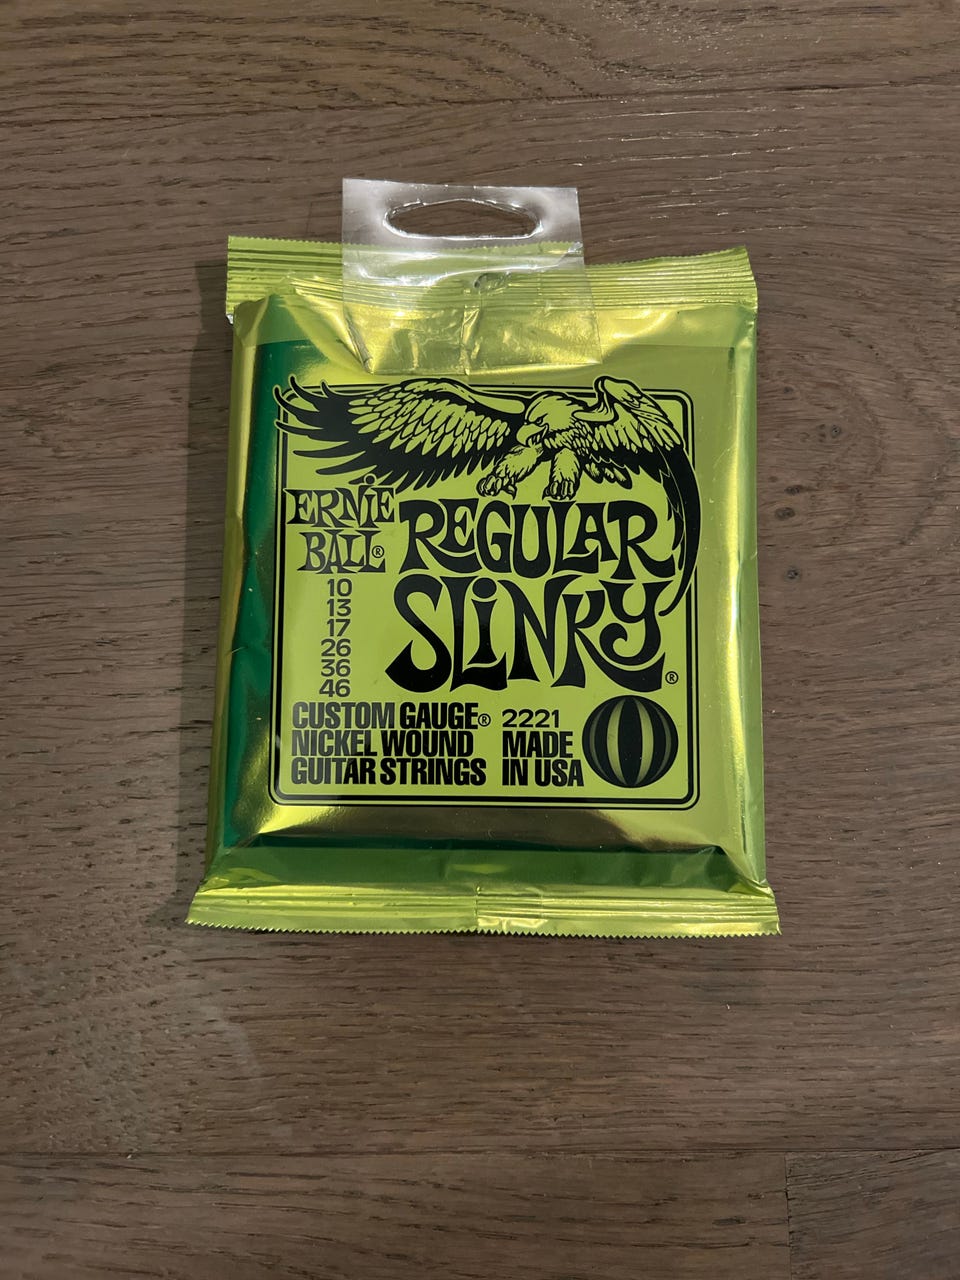 ERNiE
BALL®
REGULAR
SLiNKY®
10
13
17
26
36
46
CUSTOM GAUGE®
NICKEL WOUND
GUITAR STRINGS
2221
MADE
IN USA